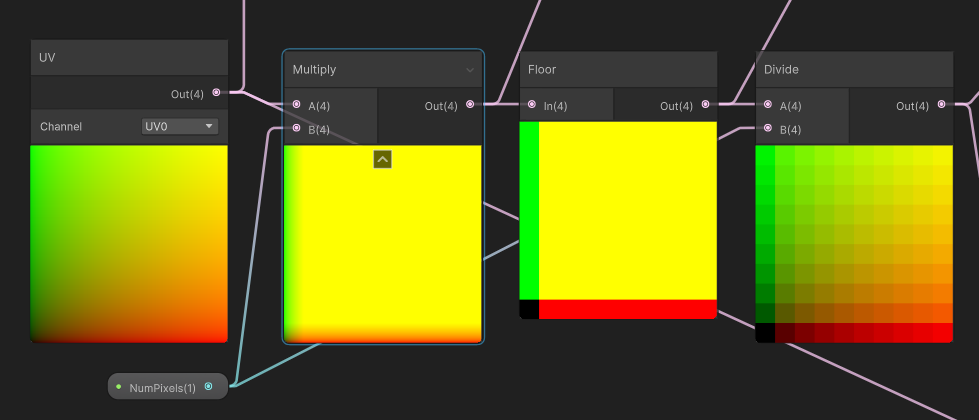 UV
Out(4)
Channel
UV0
Multiply
A(4)
Out(4)
B(4)
Floor
In(4)
Out(4)
Divide
A(4)
Out(4)
B(4)
NumPixels(1)